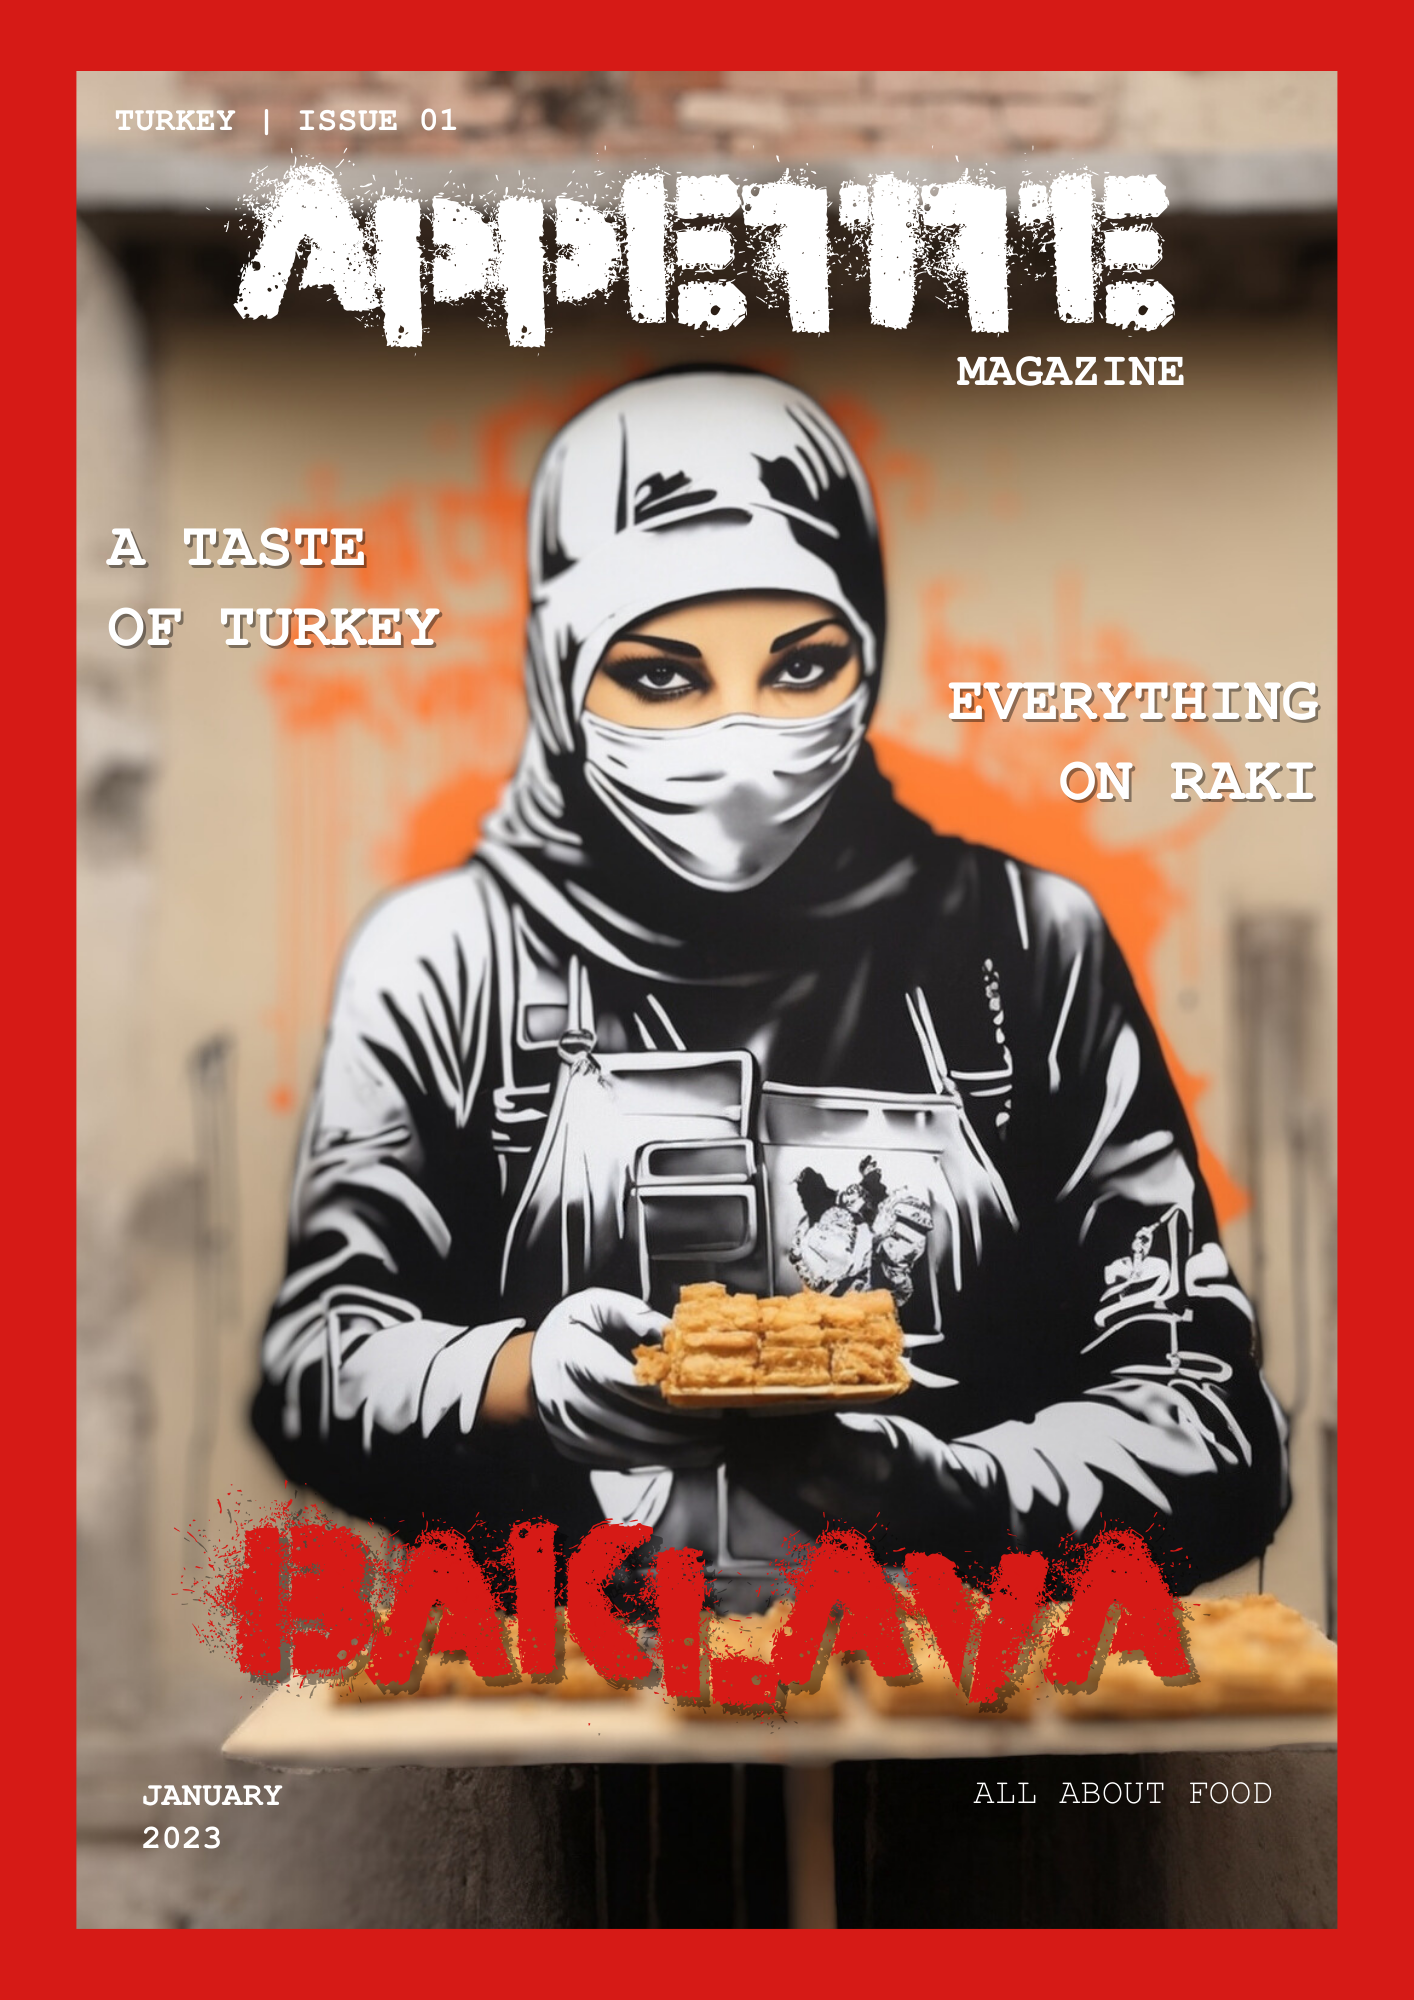 TURKEY | ISSUE 01
AppETITE
MAGAZINE
A TASTE
OF TURKEY
EVERYTHING
ON RAKI
BAKLAVA
JANUARY
2023
ALL ABOUT FOOD